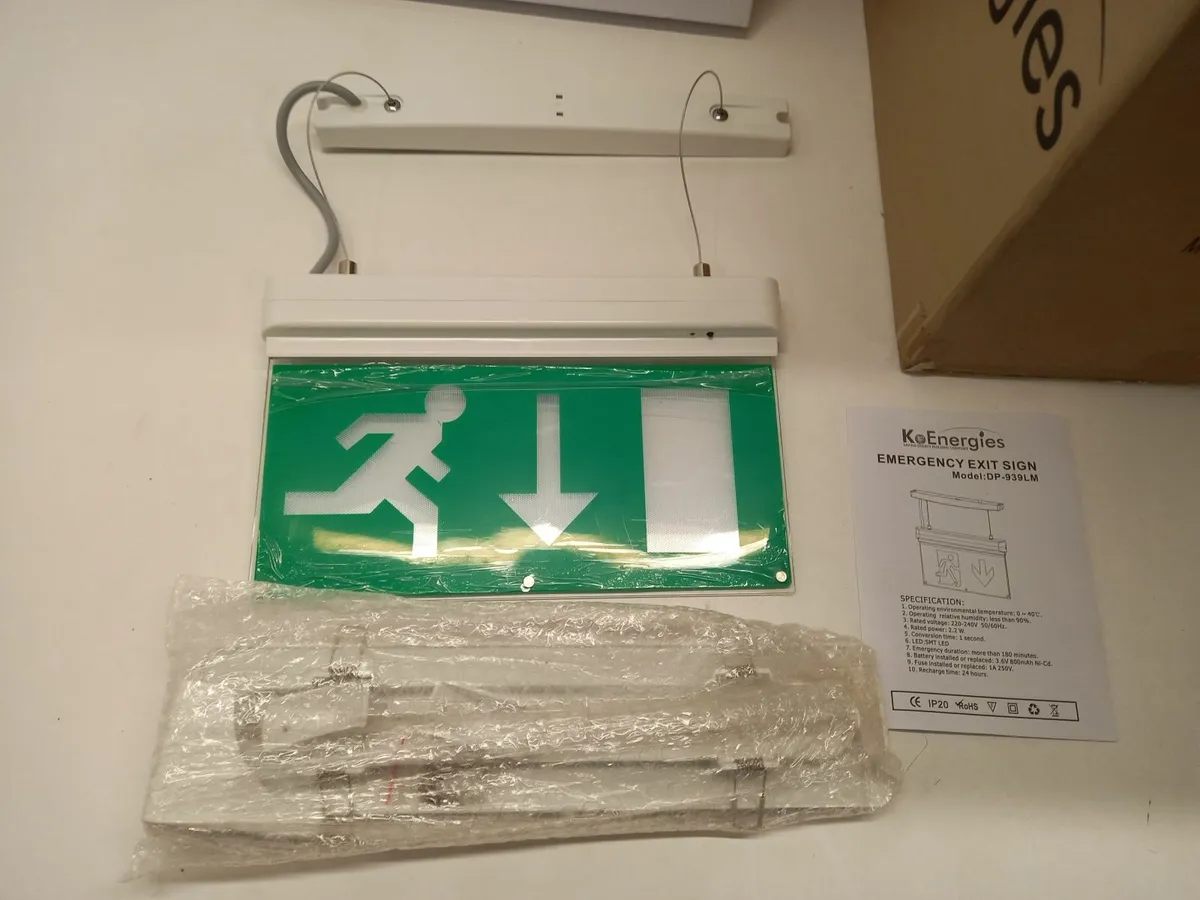 KoEnergies
EMERGENCY EXIT SIGN
Model:DP-939LM
SPECIFICATION:
1. Operating environmental temperature: 0 ~ 40℃.
2. Operating relative humidity: less than 90%.
3. Rated voltage: 220-240V 50/60Hz.
4. Rated power: 2.2 W.
5. Conversion time: 1 second.
6. LED:SMT LED
7. Emergency duration: more than 180 minutes.
8. Battery installed or replaced: 3.6V 800mAh Ni-Cd.
9. Fuse installed or replaced: 1A 250V.
10. Recharge time: 24 hours.
CE IP20 RoHS F